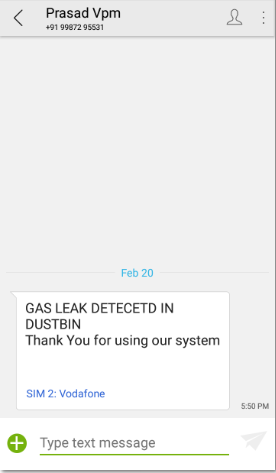 Prasad Vpm
+91 99872 95531
Feb 20
GAS LEAK DETECETD IN
DUSTBIN
Thank You for using our system
SIM 2: Vodafone
5:50 PM
Type text message